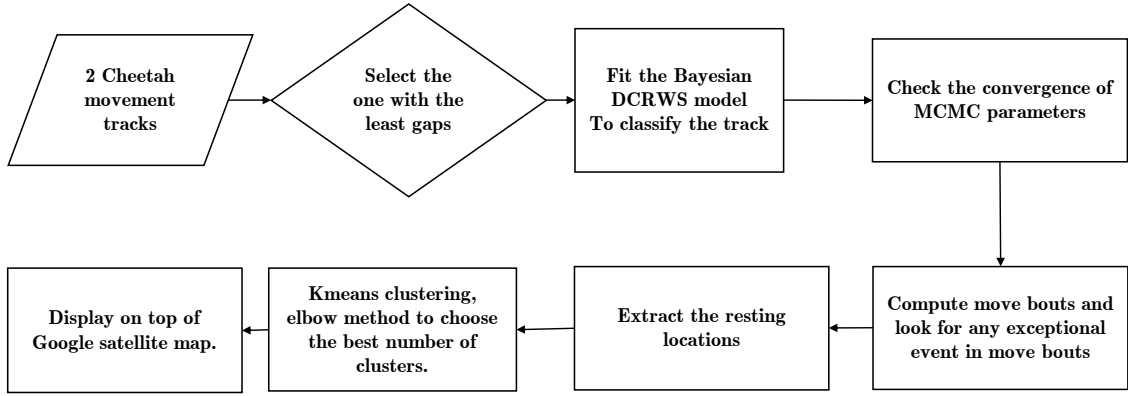 2 Cheetah
movement
tracks
Select the
one with the
least gaps
Fit the Bayesian
DCRWS model
To classify the track
Check the convergence of
MCMC parameters
Compute move bouts and
look for any exceptional
event in move bouts
Extract the resting
locations
Kmeans clustering,
elbow method to choose
the best number of
clusters.
Display on top of
Google satellite map.